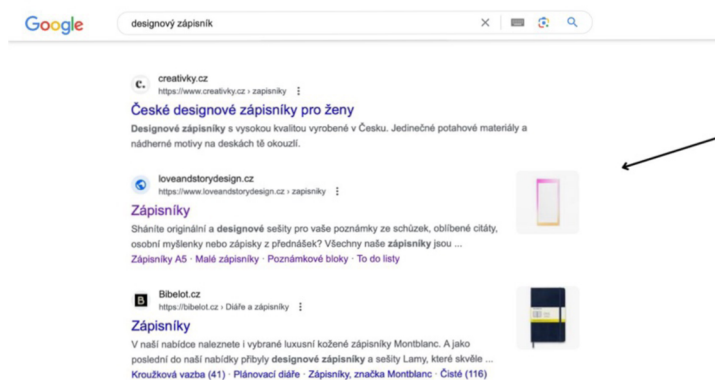 Google
designový zápisník
c.
creativky.cz
https://www.creativky.cz › zapisniky
České designové zápisníky pro ženy
Designové zápisníky s vysokou kvalitou vyrobené v Česku. Jedinečné potahové materiály a
nádherné motivy na deskách tě okouzlí.
loveandstorydesign.cz
https://www.loveandstorydesign.cz › zapisniky
Zápisníky
Sháníte originální a designové sešity pro vaše poznámky ze schůzek, oblíbené citáty,
osobní myšlenky nebo zápisky z přednášek? Všechny naše zápisníky jsou ...
Zápisníky A5 · Malé zápisníky · Poznámkové bloky · To do listy
B
Bibelot.cz
https://bibelot.cz › Diáře a zápisníky
Zápisníky
V naší nabídce naleznete i vybrané luxusní kožené zápisníky Montblanc. A jako
poslední do naší nabídky přibyly designové zápisníky a sešity Lamy, které skvěle ...
Kroužková vazba (41) · Plánovací diáře · Zápisníky, značka Montblanc · Čisté (116)